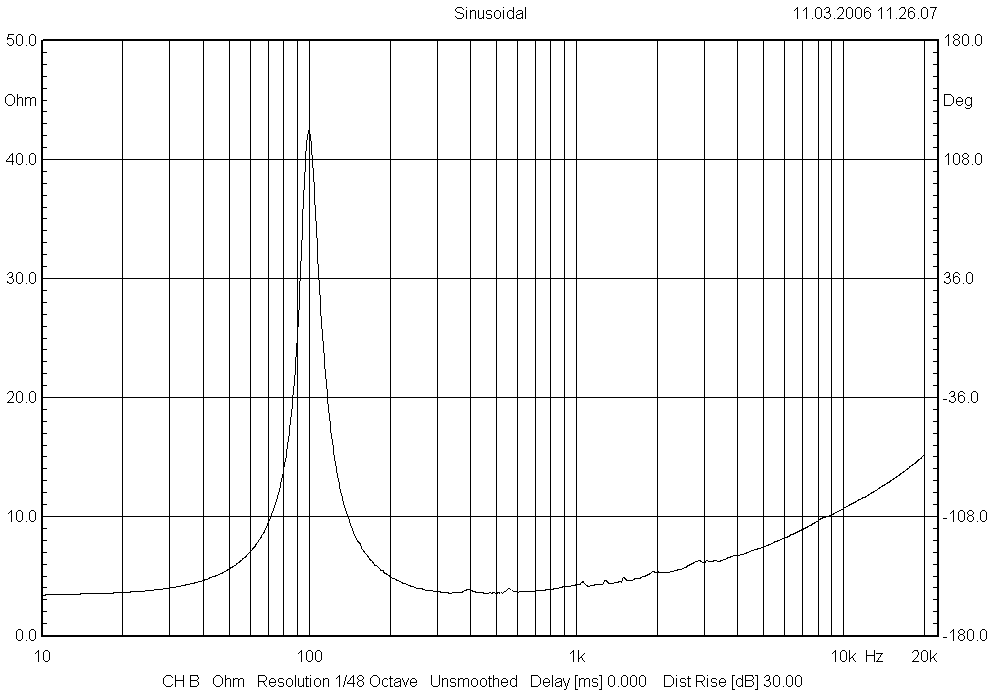 Sinusoidal 11.03.2006 11.26.07
50.0 180.0
Ohm Deg
40.0 108.0
30.0 36.0
20.0 -36.0
10.0 -108.0
0.0 -180.0
10 100 1k 10k Hz 20k
CH B Ohm Resolution 1/48 Octave Unsmoothed Delay [ms] 0.000 Dist Rise [dB] 30.00